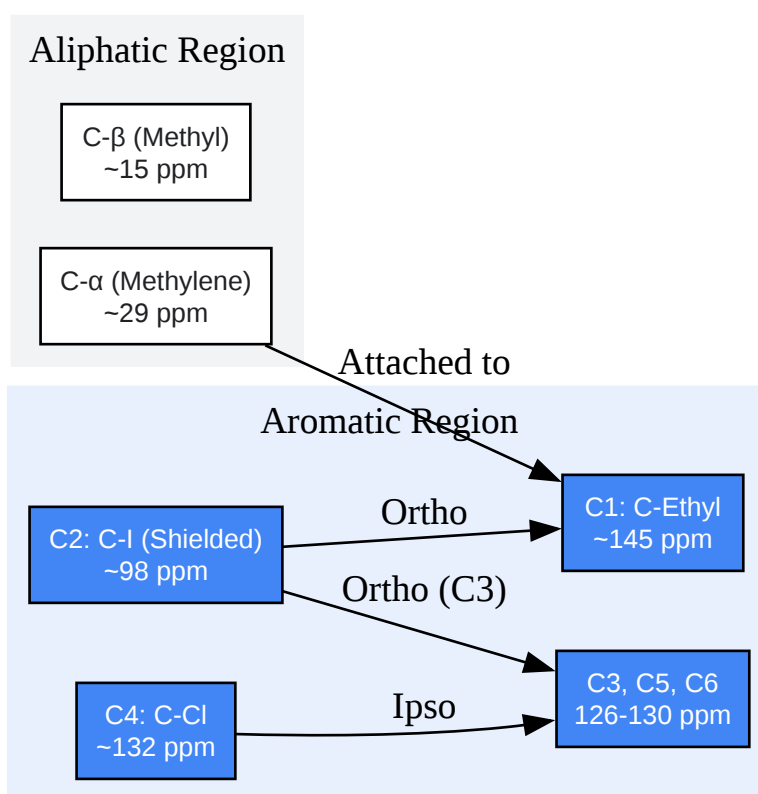 Aliphatic Region
C-β (Methyl)
~15 ppm
C-α (Methylene)
~29 ppm
Attached to
Aromatic Region
C1: C-Ethyl
~145 ppm
Ortho
C2: C-I (Shielded)
~98 ppm
Ortho (C3)
C3, C5, C6
126-130 ppm
Ipso
C4: C-Cl
~132 ppm